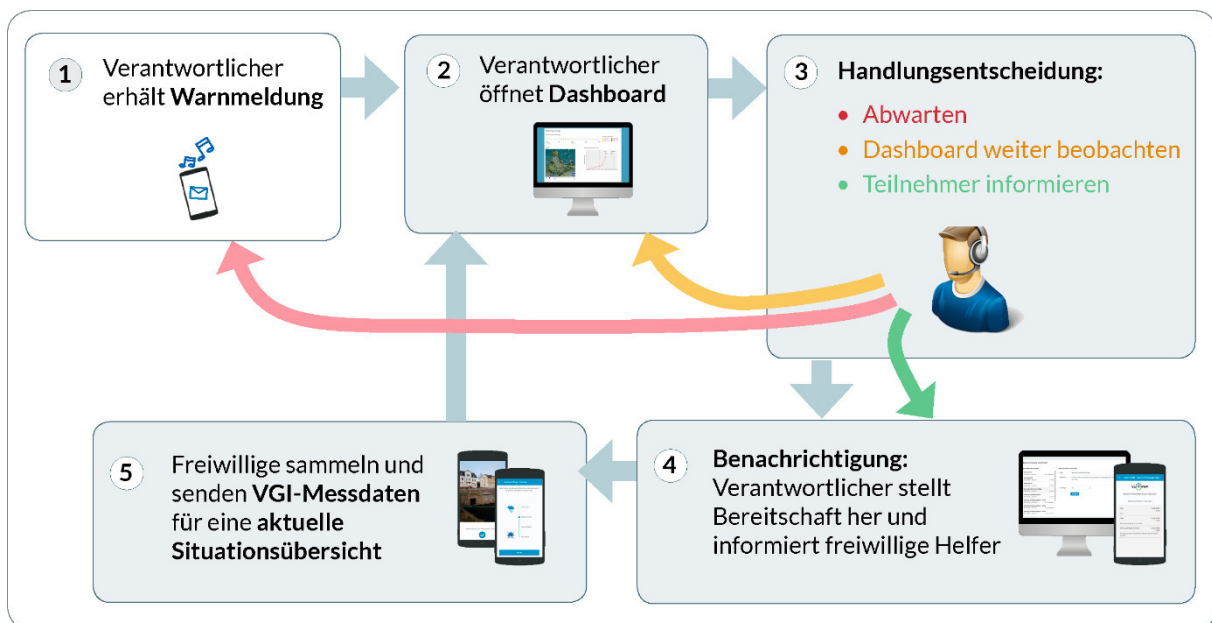 1
Verantwortlicher
erhält Warnmeldung
2
Verantwortlicher
öffnet Dashboard
3
Handlungsentscheidung:
• Abwarten
• Dashboard weiter beobachten
• Teilnehmer informieren
5
Freiwillige sammeln und
senden VGI-Messdaten
für eine aktuelle
Situationsübersicht
4
Benachrichtigung:
Verantwortlicher stellt
Bereitschaft her und
informiert freiwillige Helfer